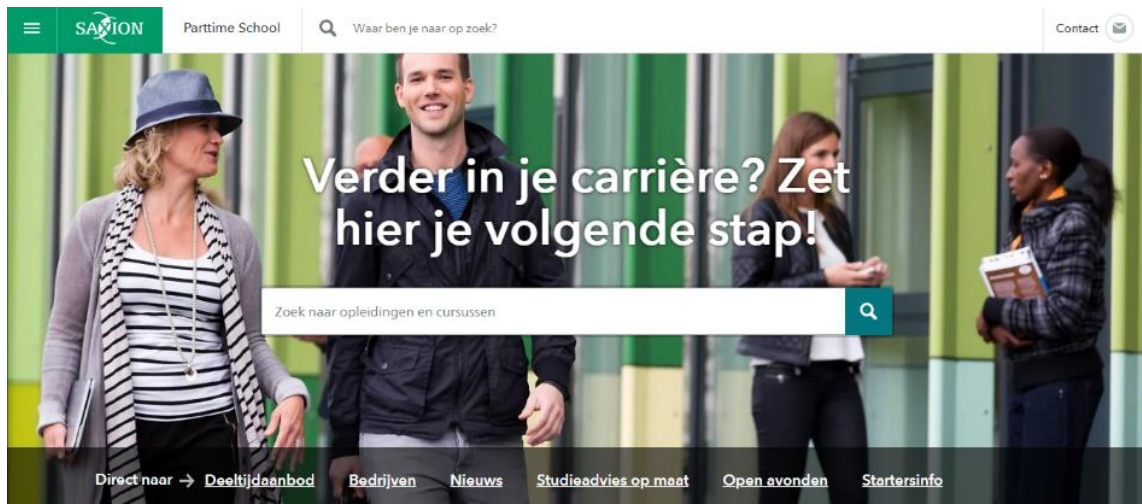 SAXION
Parttime School
Waar ben je naar op zoek?
Contact
Verder in je carrière? Zet
hier je volgende stap!
Zoek naar opleidingen en cursussen
Direct naar → Deeltijdaanbod Bedrijven Nieuws Studieadvies op maat Open avonden Startersinfo